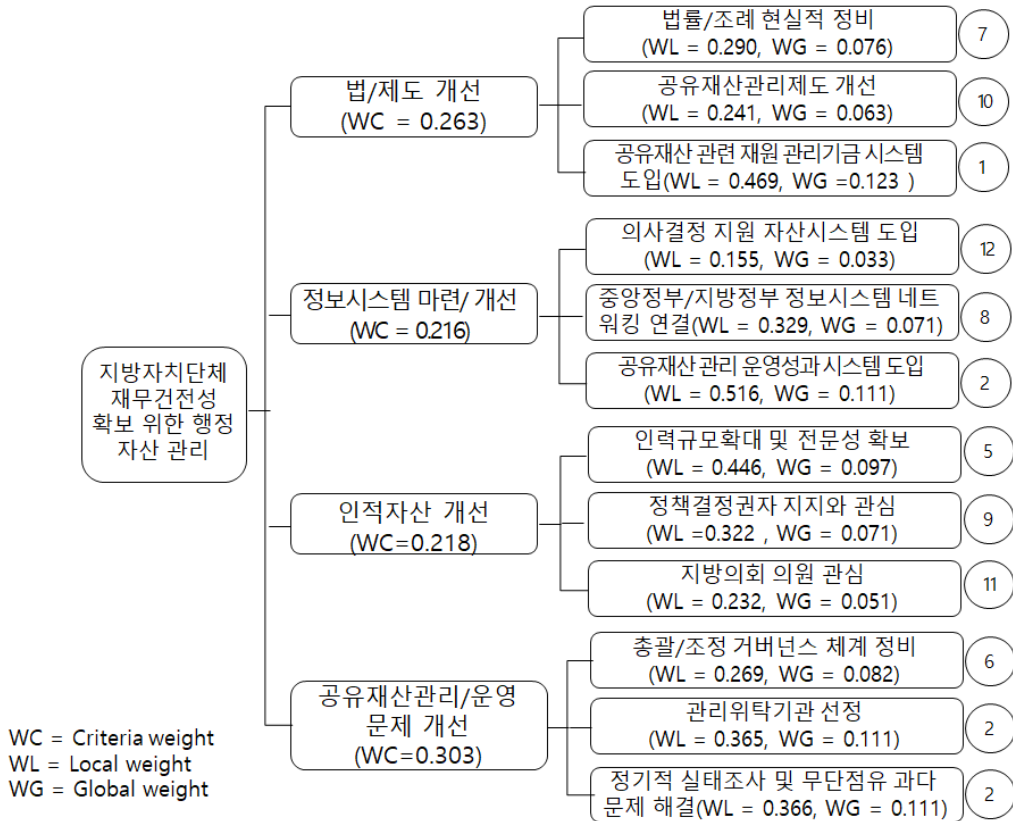 지방자치단체
재무건전성
확보 위한 행정
자산 관리
법/제도 개선
(WC = 0.263)
법률/조례 현실적 정비
(WL = 0.290, WG = 0.076)
7
공유재산관리제도 개선
(WL = 0.241, WG = 0.063)
10
공유재산 관련 재원 관리기금 시스템
도입(WL = 0.469, WG =0.123 )
1
정보시스템 마련/ 개선
(WC = 0.216)
의사결정 지원 자산시스템 도입
(WL = 0.155, WG = 0.033)
12
중앙정부/지방정부 정보시스템 네트
워킹 연결(WL = 0.329, WG = 0.071)
8
공유재산 관리 운영성과 시스템 도입
(WL = 0.516, WG = 0.111)
2
인적자산 개선
(WC=0.218)
인력규모확대 및 전문성 확보
(WL = 0.446, WG = 0.097)
5
정책결정권자 지지와 관심
(WL =0.322 , WG = 0.071)
9
지방의회 의원 관심
(WL = 0.232, WG = 0.051)
11
공유재산관리/운영
문제 개선
(WC=0.303)
총괄/조정 거버넌스 체계 정비
(WL = 0.269, WG = 0.082)
6
관리위탁기관 선정
(WL = 0.365, WG = 0.111)
2
정기적 실태조사 및 무단점유 과다
문제 해결(WL = 0.366, WG = 0.111)
2
WC = Criteria weight
WL = Local weight
WG = Global weight